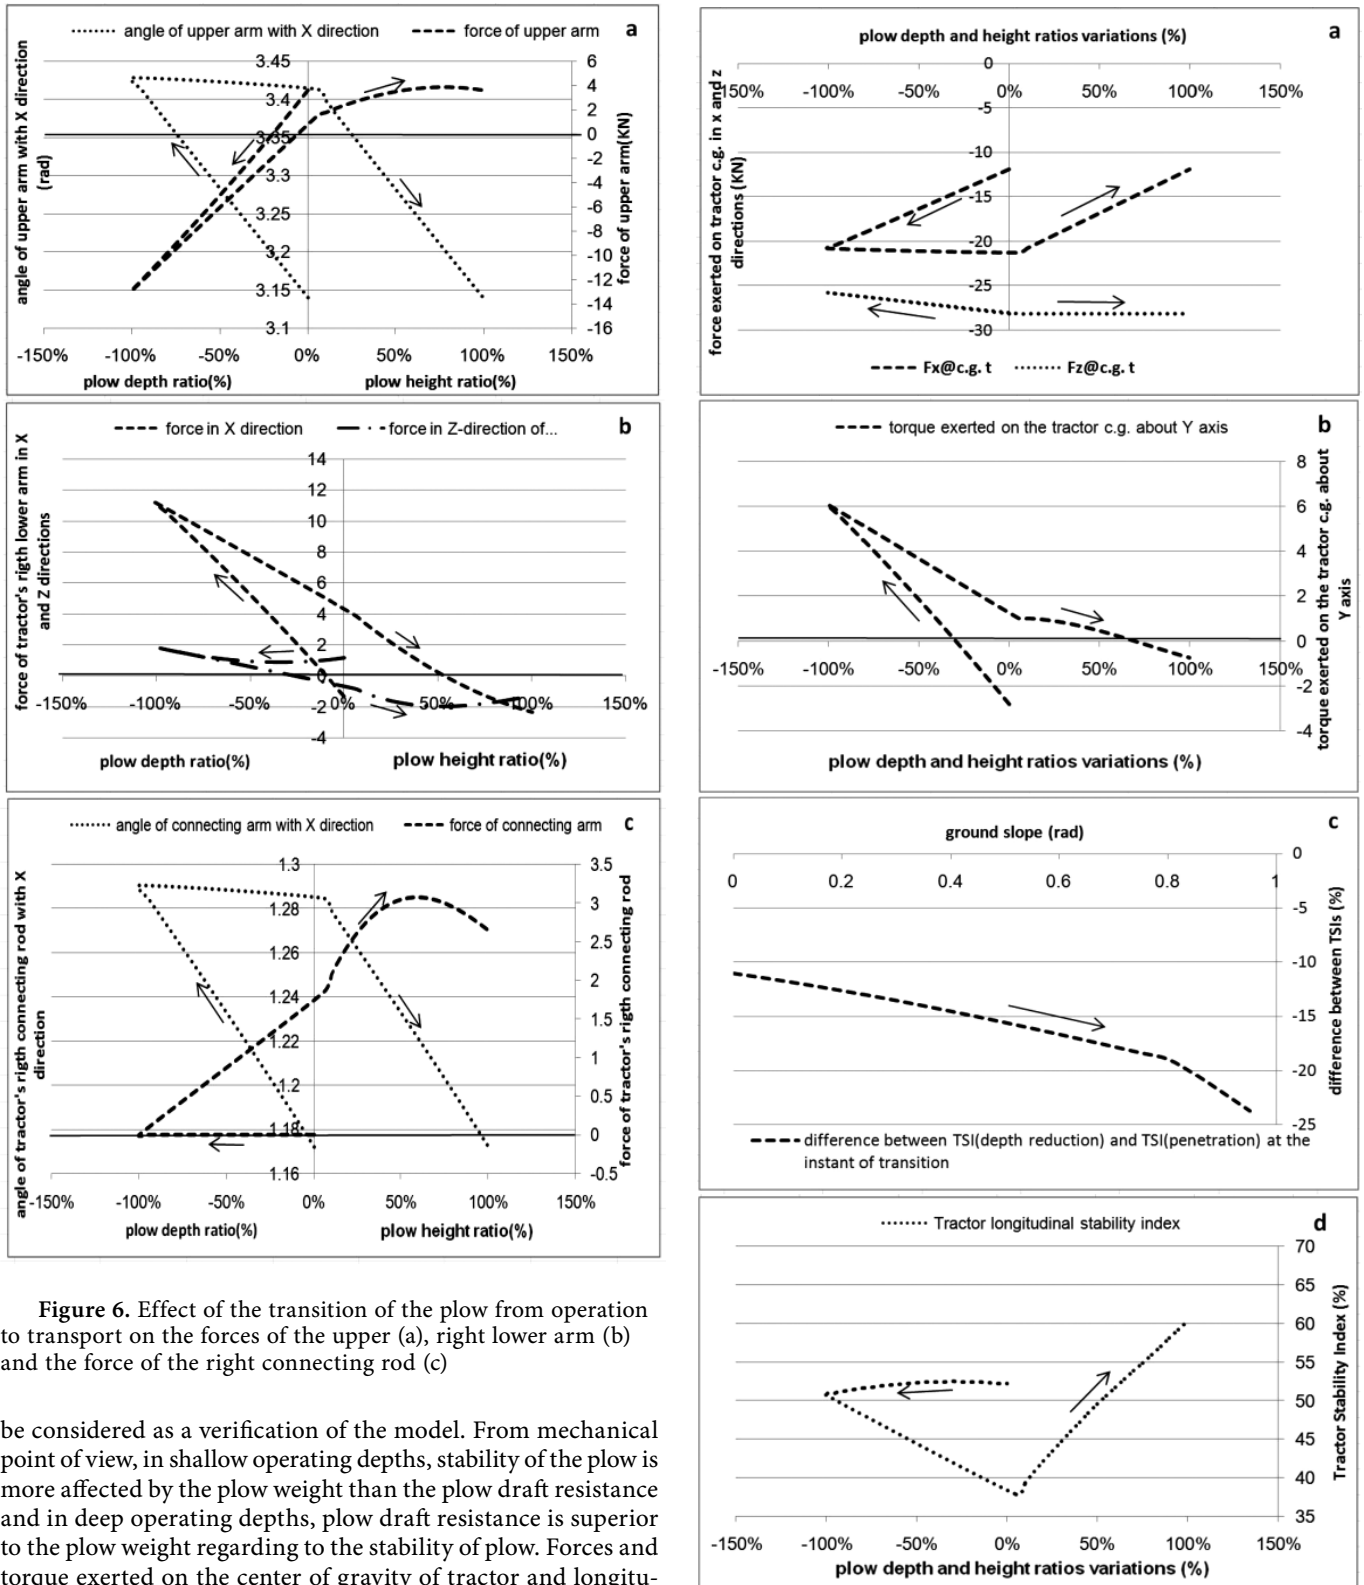 angle of upper arm with X direction
force of upper arm
a
angle of upper arm with X direction
(rad)
3.45
3.4
3.35
3.3
3.25
3.2
3.15
3.1
6
4
2
0
-2
-4
-6
-8
-10
-12
-14
-16
force of upper arm(KN)
-150%
-100%
-50%
0%
50%
100%
150%
plow depth ratio(%)
plow height ratio(%)
force in X direction
force in Z-direction of...
b
force of tractor's rigth lower arm in X
and Z directions
14
12
10
8
6
4
2
0
-2
-4
-150%
-100%
-50%
0%
50%
100%
150%
plow depth ratio(%)
plow height ratio(%)
angle of connecting arm with X direction
force of connecting arm
c
angle of tractor's rigth connecting rod with X
direction
1.3
1.28
1.26
1.24
1.22
1.2
1.18
1.16
3.5
3
2.5
2
1.5
1
0.5
0
-0.5
force of tractor's rigth connecting rod
-150%
-100%
-50%
0%
50%
100%
150%
plow depth ratio(%)
plow height ratio(%)
Figure 6. Effect of the transition of the plow from operation
to transport on the forces of the upper (a), right lower arm (b)
and the force of the right connecting rod (c)
be considered as a verification of the model. From mechanical
point of view, in shallow operating depths, stability of the plow is
more affected by the plow weight than the plow draft resistance
and in deep operating depths, plow draft resistance is superior
to the plow weight regarding to the stability of plow. Forces and
torque exerted on the center of gravity of tractor and longitu-
plow depth and height ratios variations (%)
a
force exerted on tractor c.g. in x and z
directions (KN)
-150%
-100%
-50%
0%
50%
100%
150%
0
-5
-10
-15
-20
-25
-30
Fx@c.g. t
Fz@c.g. t
torque exerted on the tractor c.g. about Y axis
b
8
6
4
2
0
-2
-4
torque exerted on the tractor c.g. about
Y axis
-150%
-100%
-50%
0%
50%
100%
150%
plow depth and height ratios variations (%)
c
ground slope (rad)
0
0.2
0.4
0.6
0.8
1
0
-5
-10
-15
-20
-25
difference between TSIs (%)
difference between TSI(depth reduction) and TSI(penetration) at the
instant of transition
Tractor longitudinal stability index
d
70
65
60
55
50
45
40
35
Tractor Stability Index (%)
-150%
-100%
-50%
0%
50%
100%
150%
plow depth and height ratios variations (%)